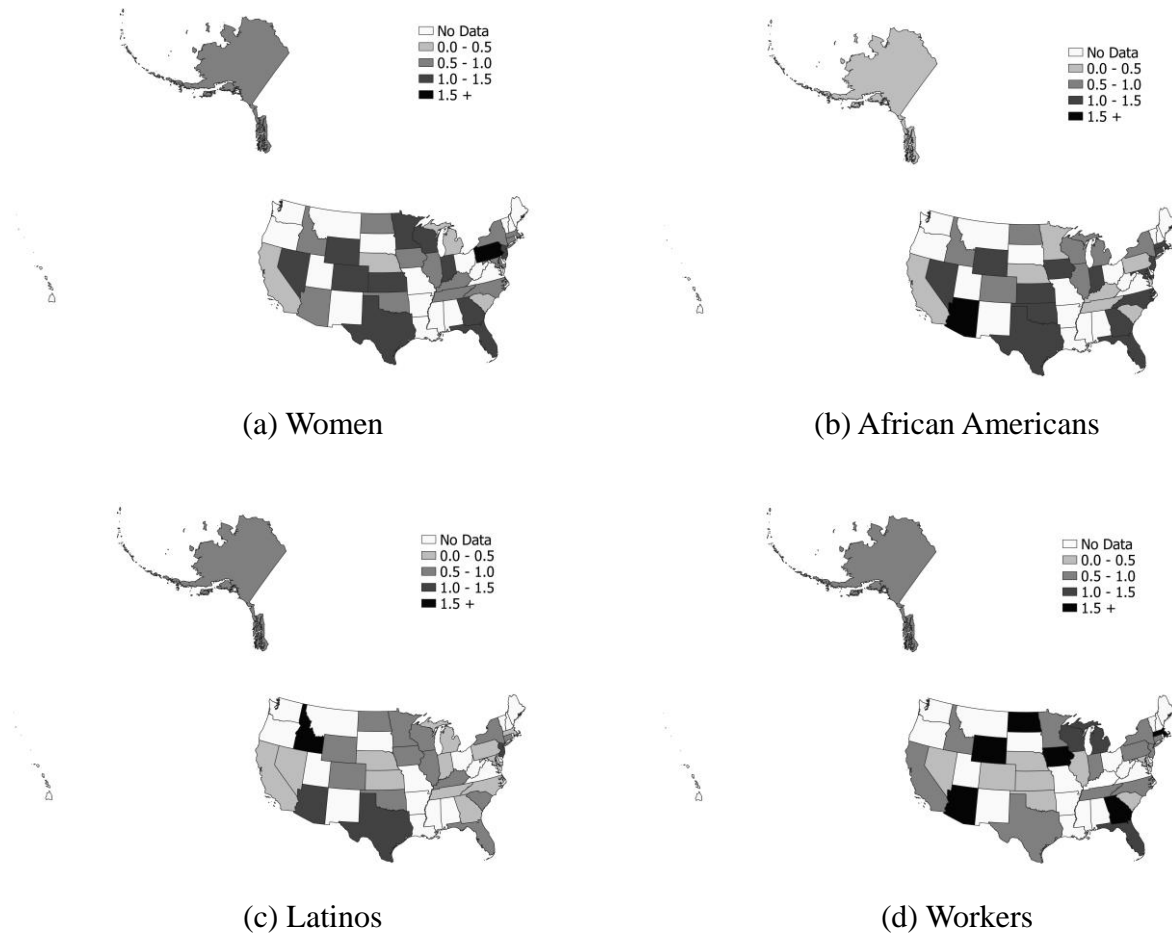 No Data
0.0 - 0.5
0.5 - 1.0
1.0 - 1.5
1.5 +
No Data
0.0 - 0.5
0.5 - 1.0
1.0 - 1.5
1.5 +
(a) Women
(b) African Americans
No Data
0.0 - 0.5
0.5 - 1.0
1.0 - 1.5
1.5 +
No Data
0.0 - 0.5
0.5 - 1.0
1.0 - 1.5
1.5 +
(c) Latinos
(d) Workers